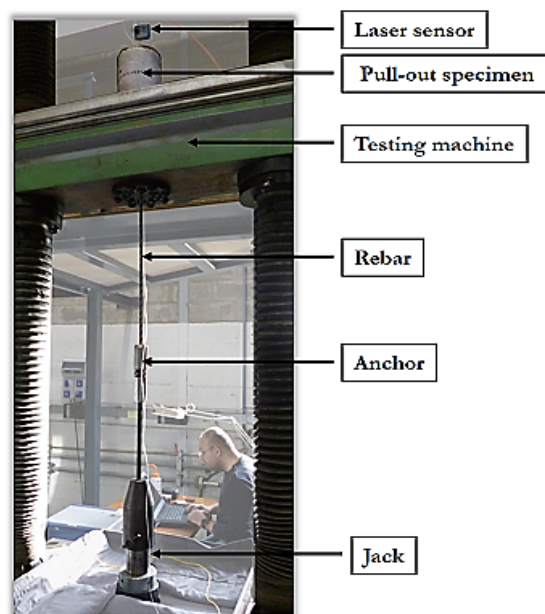 Laser sensor
Pull-out specimen
Testing machine
Rebar
Anchor
Jack